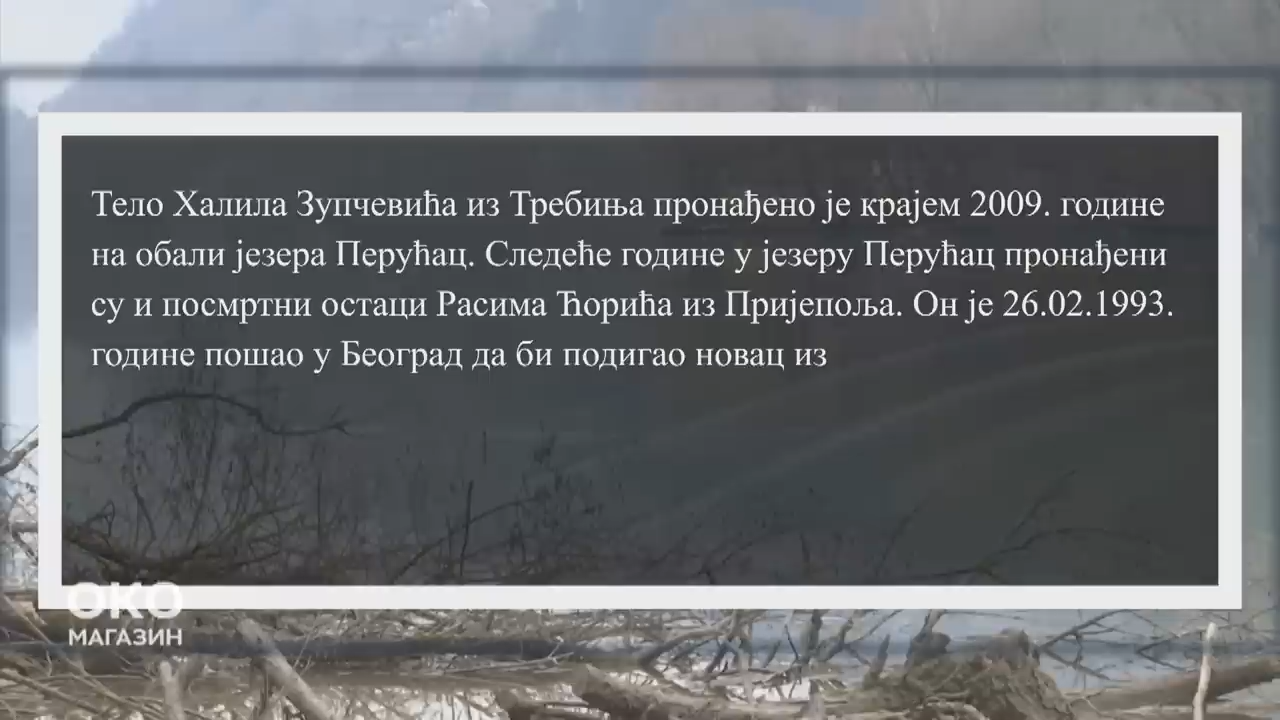 Тело Халила Зупчевића из Требиња пронађено је крајем 2009. године
на обали језера Перућац. Следеће године у језеру Перућац пронађени
су и посмртни остаци Расима Ћорића из Пријепоља. Он је 26.02.1993.
године пошао у Београд да би подигао новац из
ОКО
МАГАЗИН